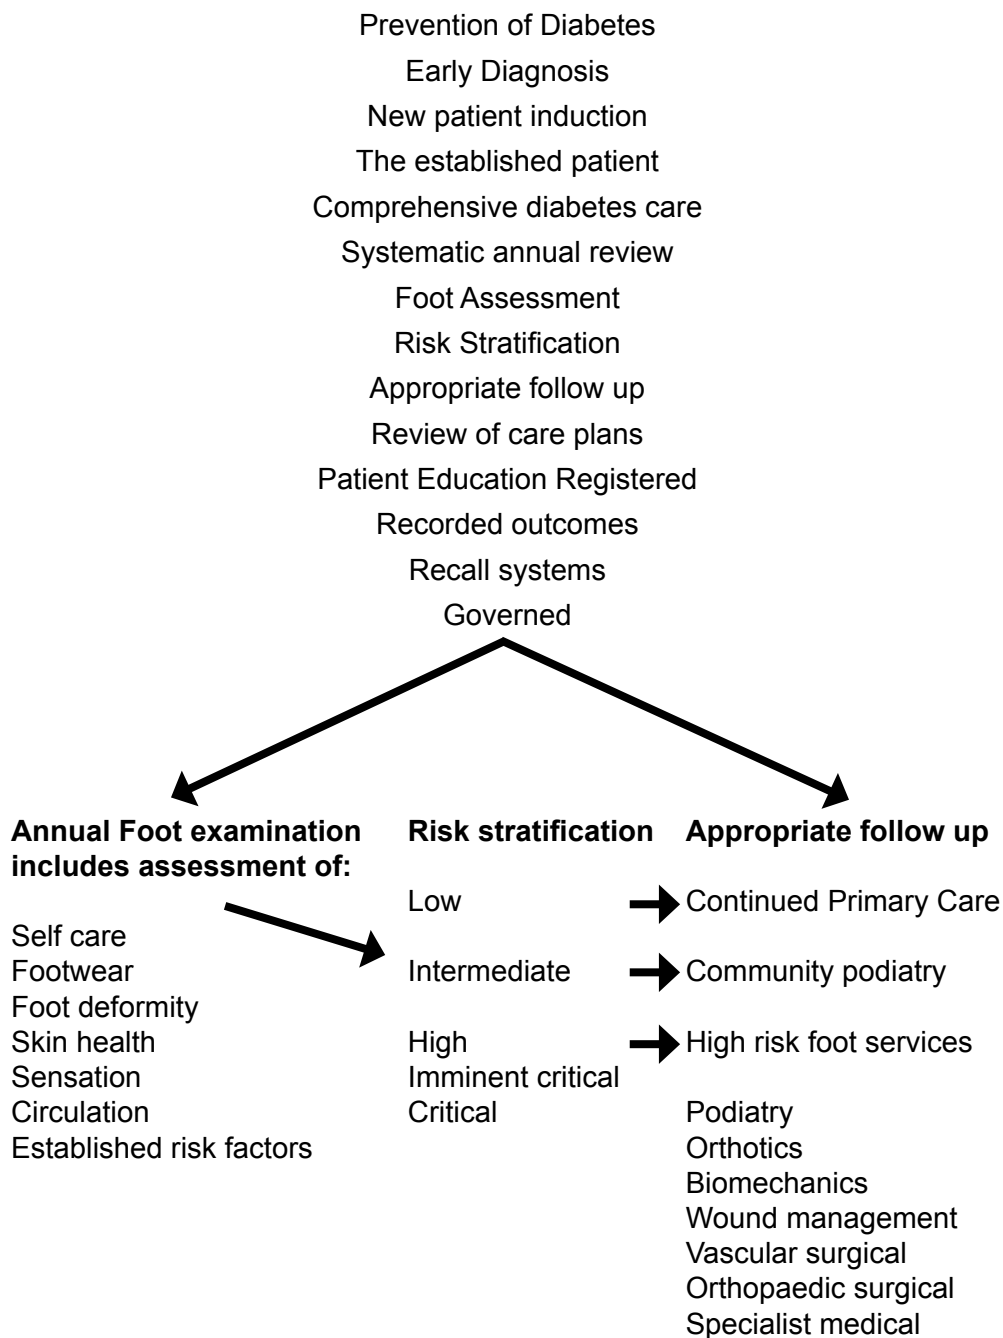 Prevention of Diabetes
Early Diagnosis
New patient induction
The established patient
Comprehensive diabetes care
Systematic annual review
Foot Assessment
Risk Stratification
Appropriate follow up
Review of care plans
Patient Education Registered
Recorded outcomes
Recall systems
Governed
Annual Foot examination
includes assessment of:
Self care
Footwear
Foot deformity
Skin health
Sensation
Circulation
Established risk factors
Risk stratification
Low
Intermediate
High
Imminent critical
Critical
Appropriate follow up
Continued Primary Care
Community podiatry
High risk foot services
Podiatry
Orthotics
Biomechanics
Wound management
Vascular surgical
Orthopaedic surgical
Specialist medical